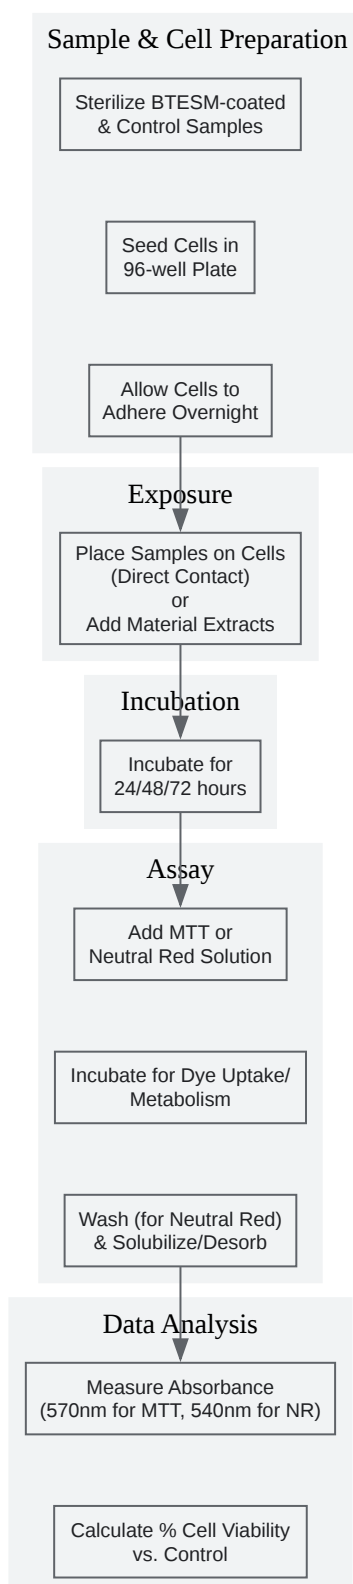 Sample & Cell Preparation
Sterilize BTESM-coated
& Control Samples
Seed Cells in
96-well Plate
Allow Cells to
Adhere Overnight
Exposure
Place Samples on Cells
(Direct Contact)
or
Add Material Extracts
Incubation
Incubate for
24/48/72 hours
Assay
Add MTT or
Neutral Red Solution
Incubate for Dye Uptake/
Metabolism
Wash (for Neutral Red)
& Solubilize/Desorb
Data Analysis
Measure Absorbance
(570nm for MTT, 540nm for NR)
Calculate % Cell Viability
vs. Control